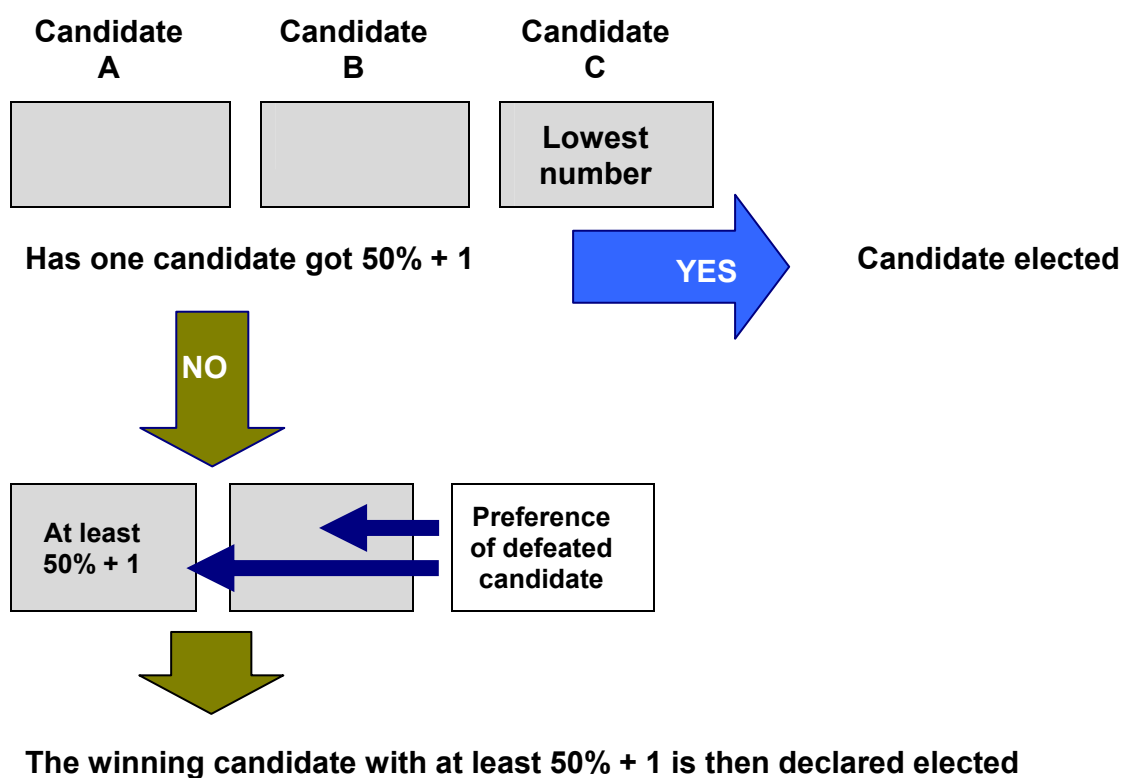 Candidate
A
Candidate
B
Candidate
C
Lowest
number
Has one candidate got 50% + 1
YES
Candidate elected
NO
At least
50% + 1
Preference
of defeated
candidate
The winning candidate with at least 50% + 1 is then declared elected